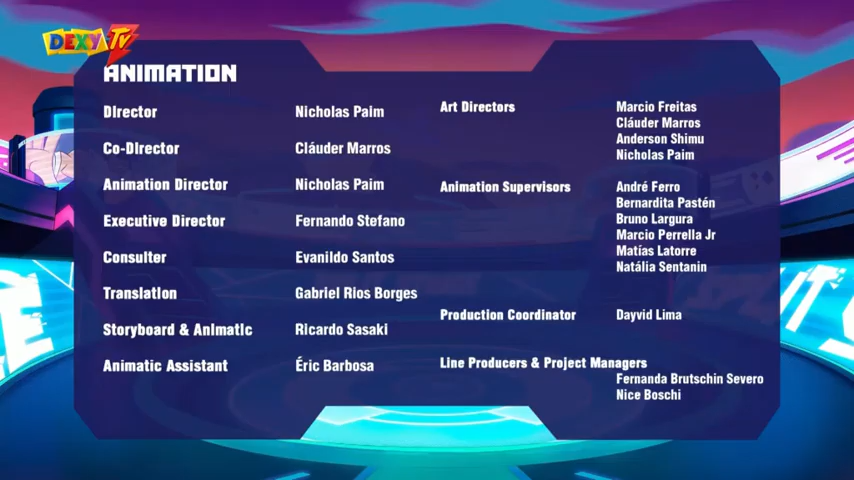 DEXY TV
ANIMATION
Director Nicholas Paim
Co-Director Cláuder Marros
Animation Director Nicholas Paim
Executive Director Fernando Stefano
Consulter Evanildo Santos
Translation Gabriel Rios Borges
Storyboard & Animatic Ricardo Sasaki
Animatic Assistant Éric Barbosa
Art Directors Marcio Freitas
Cláuder Marros
Anderson Shimu
Nicholas Paim
Animation Supervisors André Ferro
Bernardita Pastén
Bruno Largura
Marcio Perrella Jr
Matías Latorre
Natália Sentanin
Production Coordinator Dayvid Lima
Line Producers & Project Managers
Fernanda Brutschin Severo
Nice Boschi